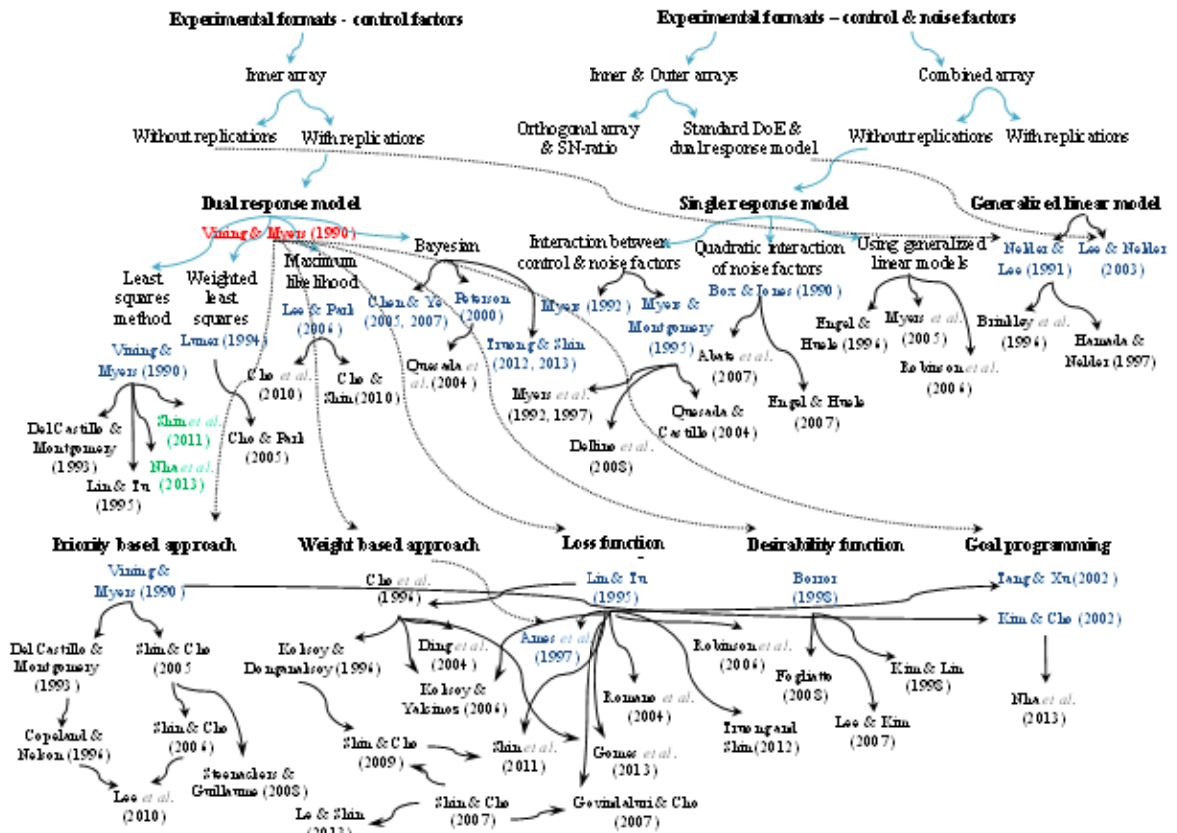 Experimental formats - control factors
Experimental formats – control & noise factors
Inner array
Inner & Outer arrays
Combined array
Without replications
With replications
Orthogonal array
& SN-ratio
Standard DoE &
dual response model
Without replications
With replications
Dual response model
Single response model
Generalized linear model
Vining & Myers (1990)
Least
squares
method
Weighted
least
squares
Maximum
likelihood
Bayesian
Interaction between
control & noise factors
Quadratic interaction
of noise factors
Using generalized
linear models
Nelder &
Lee (1991)
Lee & Nelder
(2003)
Vining &
Myers (1990)
Luner (1994)
Lee & Park
(2006)
Chen & Ye
(2005, 2007)
Peterson
(2000)
Truong & Shin
(2012, 2013)
Myers (1992)
Myers &
Montgomery
(1995)
Box & Jones (1990)
Engel &
Huele (1996)
Myers et al.
(2005)
Robinson et al.
(2006)
Brinkley et al.
(1996)
Hamada &
Nelder (1997)
Del Castillo &
Montgomery
(1993)
Lin & Tu
(1995)
Shin et al.
(2011)
Nha et al.
(2013)
Cho & Park
(2005)
Cho et al.
(2010)
Cho &
Shin (2010)
Quesada et
al. (2004)
Myers et al.
(1992, 1997)
Dellino et al.
(2008)
Quesada &
Castillo (2004)
Abate et al.
(2007)
Engel & Huele
(2007)
Priority based approach
Weight based approach
Loss function
Desirability function
Goal programming
Vining &
Myers (1990)
Cho et al.
(1996)
Lin & Tu
(1995)
Borror
(1998)
Tang & Xu (2002)
Kim & Cho (2002)
Del Castillo &
Montgomery
(1993)
Shin & Cho
(2005
Koksoy &
Donganaksoy (1996)
Ding et al.
(2004)
Ames et al.
(1997)
Robinson et al.
(2006)
Fogliatto
(2008)
Kim & Lin
(1998)
Koksoy &
Yalcinoz (2006)
Romano et al.
(2004)
Nha et al.
(2013)
Copeland &
Nelson (1996)
Shin & Cho
(2006)
Shin & Cho
(2009)
Shin et al.
(2011)
Gomes et al.
(2013)
Truong and
Shin (2012)
Lee & Kim
(2007)
Lee et al.
(2010)
Steenackers &
Guillaume (2008)
Le & Shin
Shin & Cho
(2007)
Govindaluri & Cho
(2007)